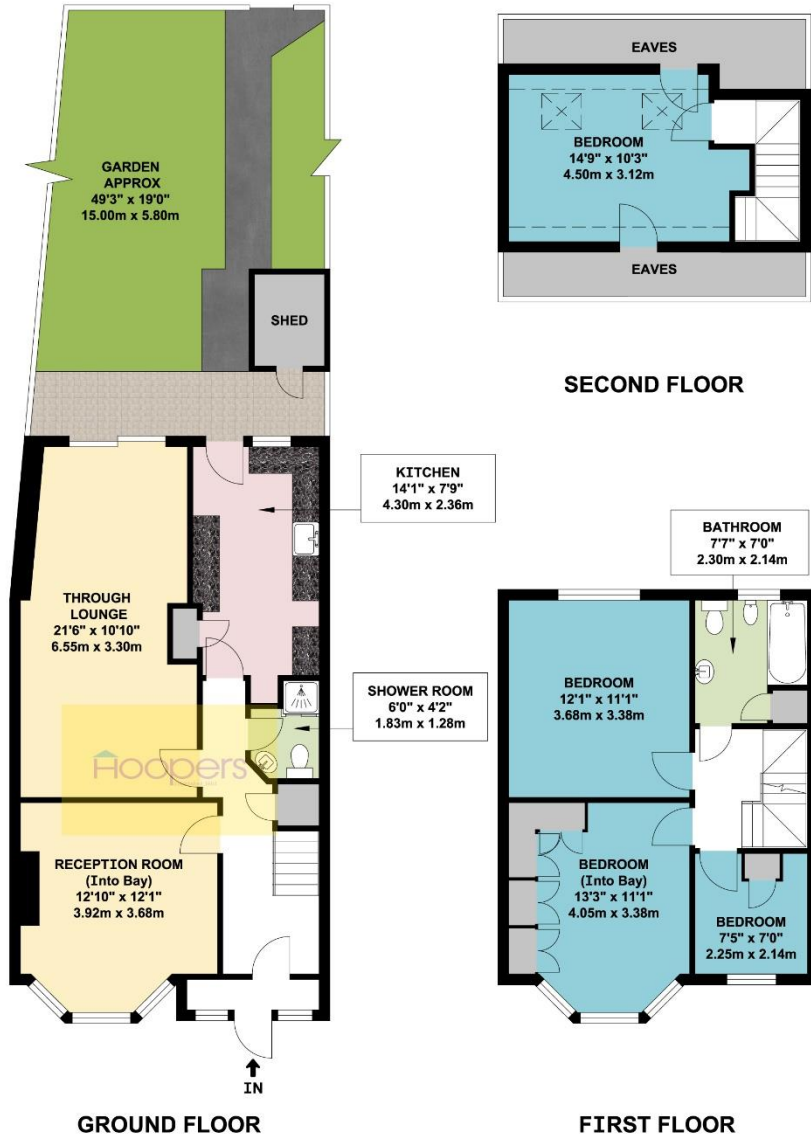 GARDEN
APPROX
49'3" x 19'0"
15.00m x 5.80m
SHED
KITCHEN
14'1" x 7'9"
4.30m x 2.36m
THROUGH
LOUNGE
21'6" x 10'10"
6.55m x 3.30m
SHOWER ROOM
6'0" x 4'2"
1.83m x 1.28m
Hoopers
RECEPTION ROOM
(Into Bay)
12'10" x 12'1"
3.92m x 3.68m
IN
GROUND FLOOR
EAVES
BEDROOM
14'9" x 10'3"
4.50m x 3.12m
EAVES
SECOND FLOOR
BATHROOM
7'7" x 7'0"
2.30m x 2.14m
BEDROOM
12'1" x 11'1"
3.68m x 3.38m
BEDROOM
(Into Bay)
13'3" x 11'1"
4.05m x 3.38m
BEDROOM
7'5" x 7'0"
2.25m x 2.14m
FIRST FLOOR